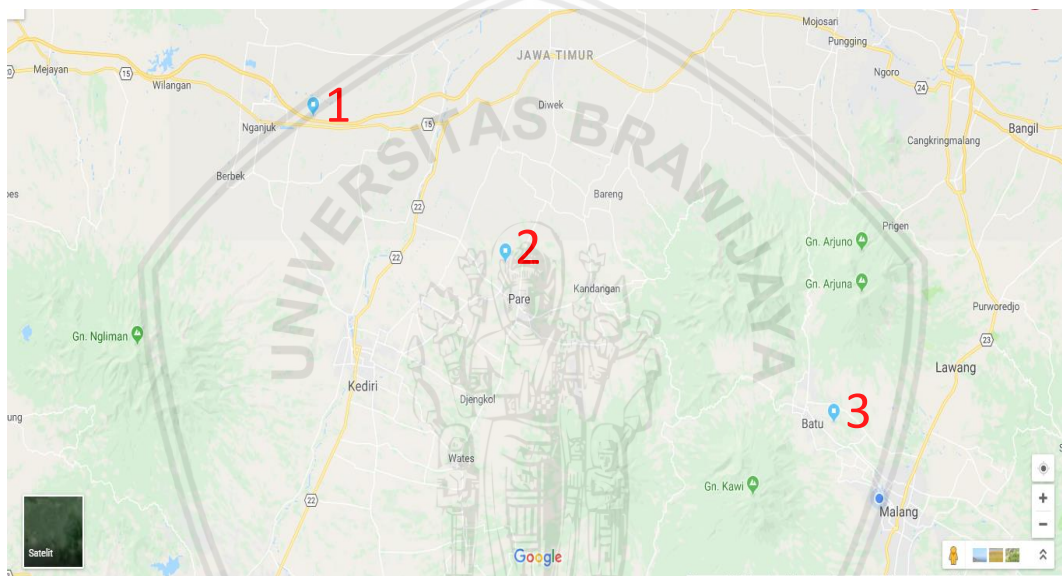 Mojosari
JAWA TIMUR
Pungging
Mejayan
15
Wilangan
Ngoro
24
1
Diwek
Nganjuk
15
Bangil
Cangkringmalang
Berbek
UNIVERSITAS BRAWIJAYA
Bareng
22
Prigen
2
Gn. Arjuno
22
Kandangan
Gn. Arjuna
Pare
Purworedjo
Gn. Ngliman
23
Lawang
Kediri
Djengkol
3
ung
Batu
Wates
Gn. Kawi
22
Malang
Satelit
Google